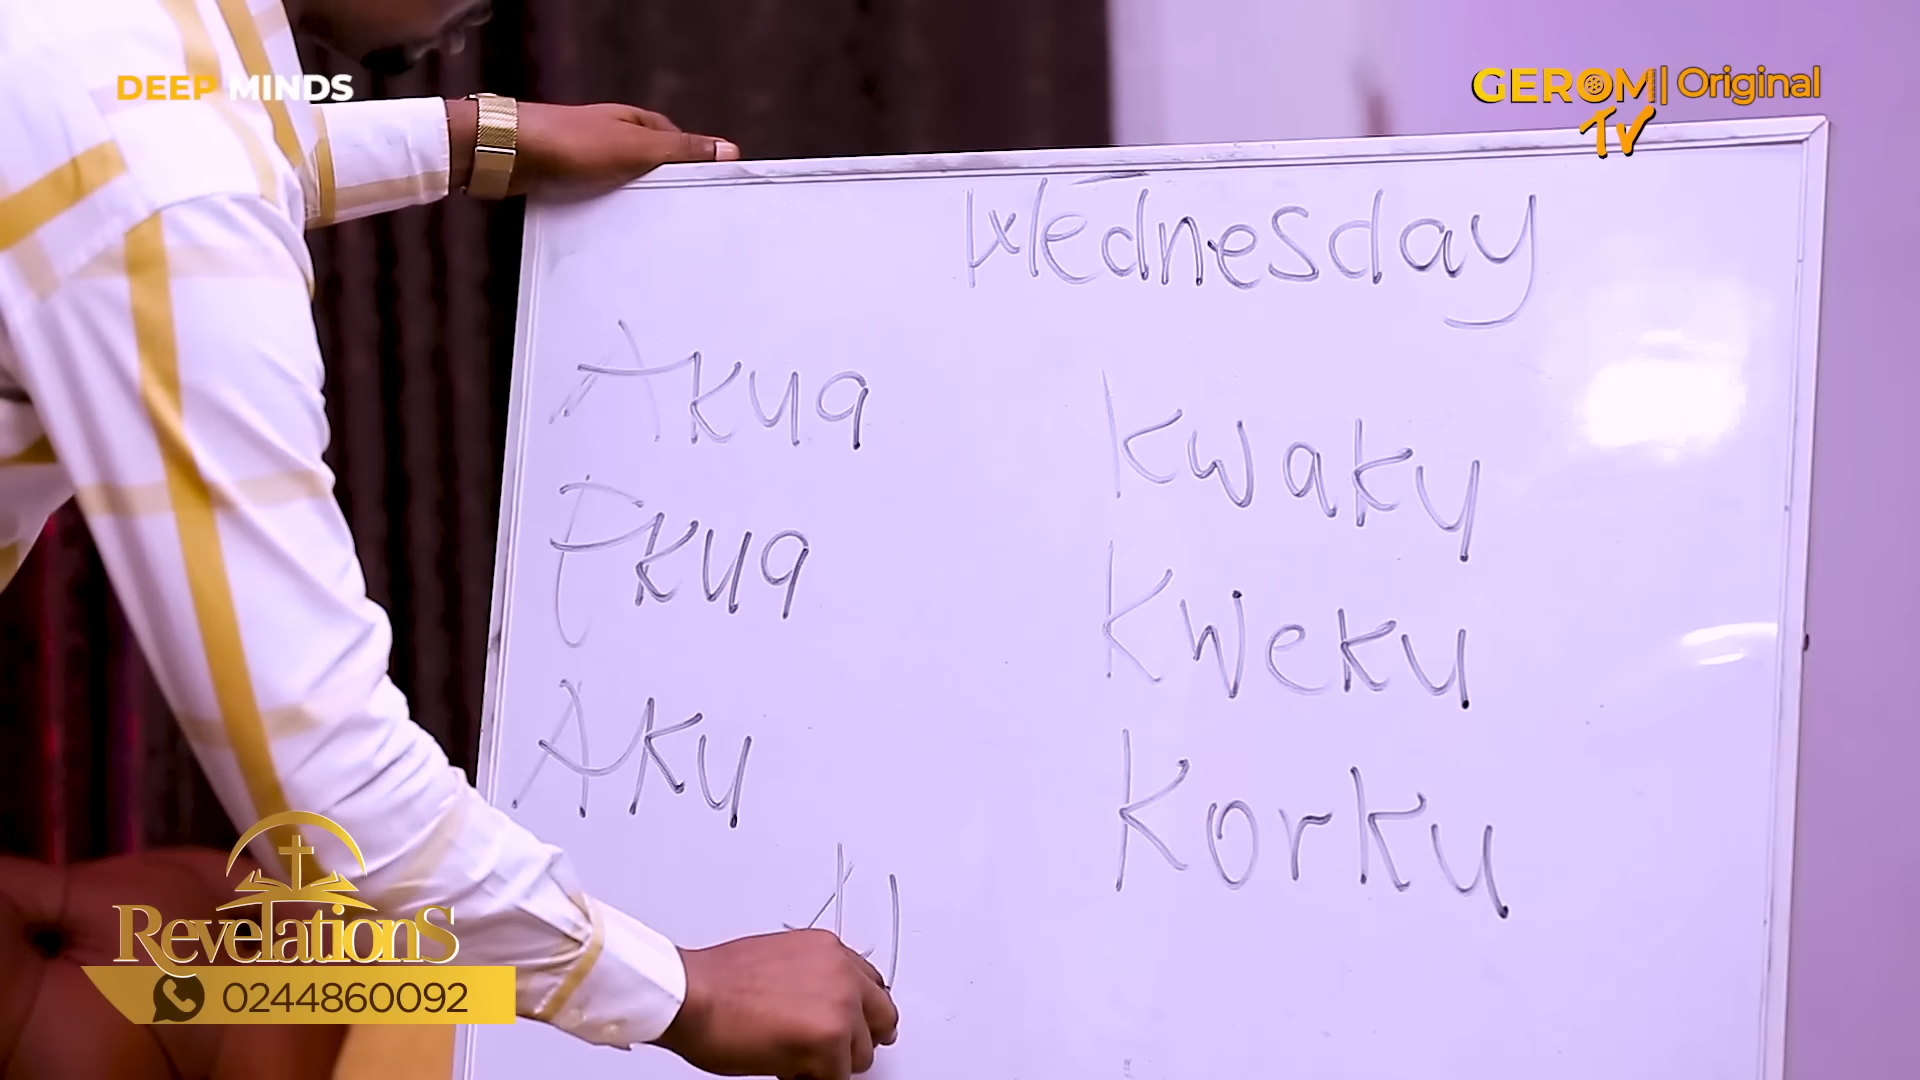 DEEP MINDS
GEROM TV | Original
Wednesday
Akua
Kwaku
Ekua
Kweku
Aku
Korku
RevelationS
0244860092